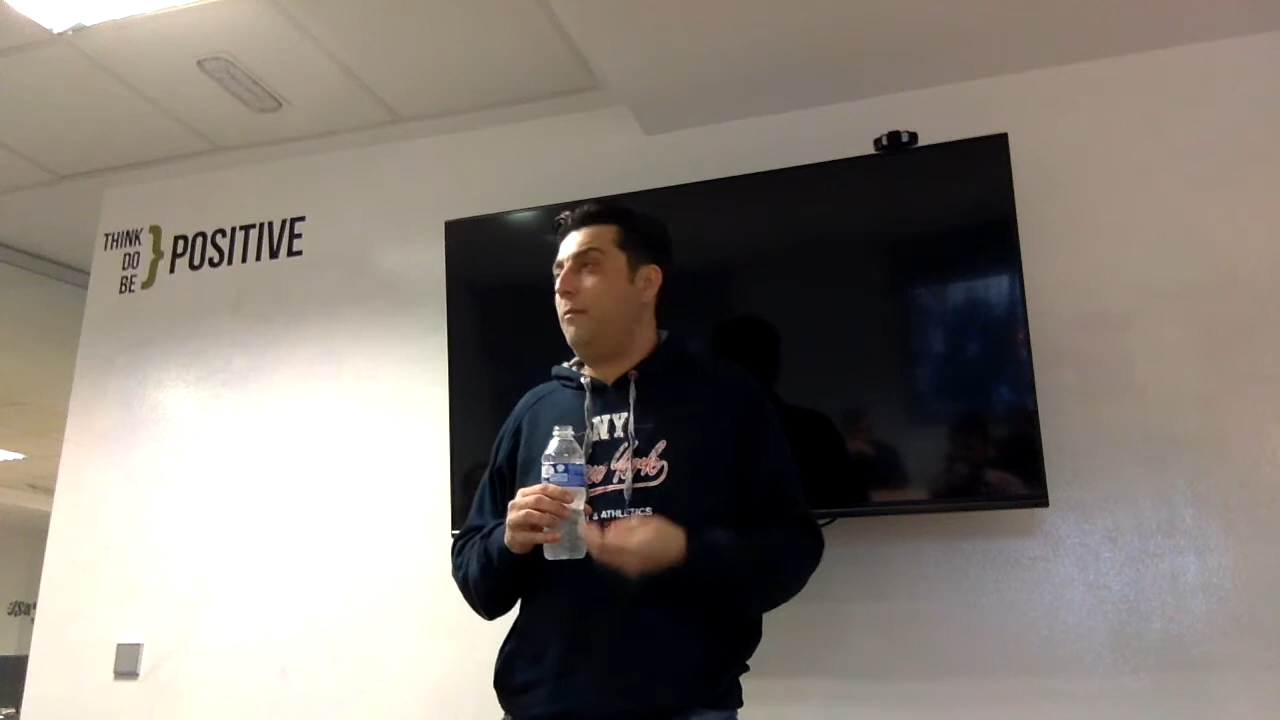 THINK
DO
BE
} POSITIVE
NY
New York
& ATHLETICS